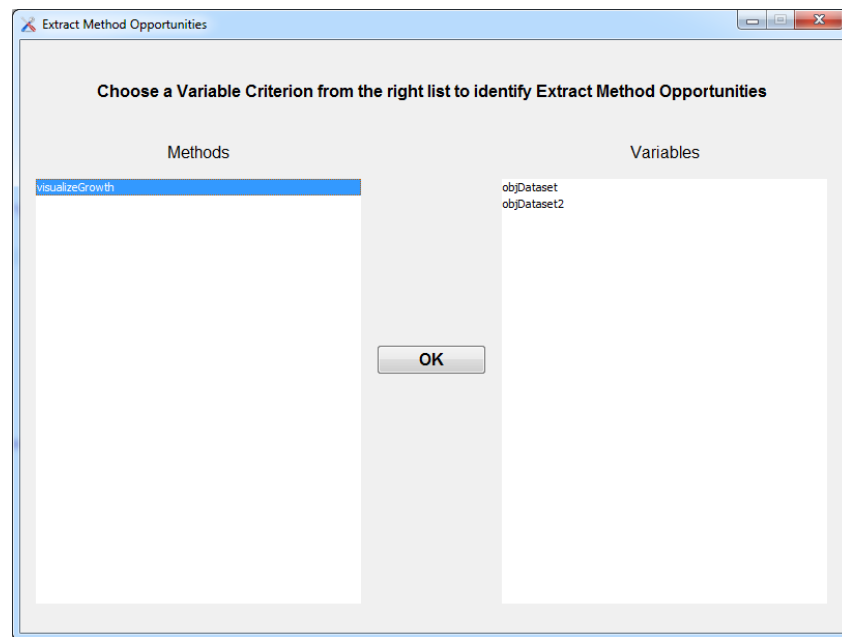 Extract Method Opportunities
Choose a Variable Criterion from the right list to identify Extract Method Opportunities
Methods
Variables
visualizeGrowth
objDataset
objDataset2
OK